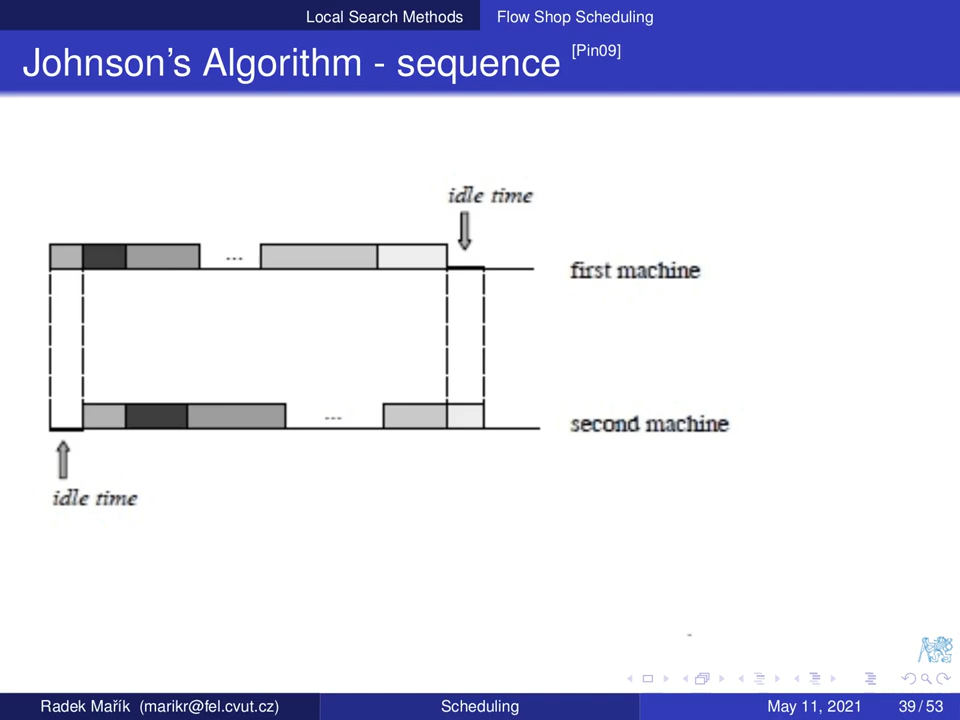 Local Search Methods Flow Shop Scheduling
Johnson's Algorithm - sequence [Pin09]
idle time
...
first machine
...
second machine
idle time
Radek Mařík (marikr@fel.cvut.cz) Scheduling May 11, 2021 39 / 53